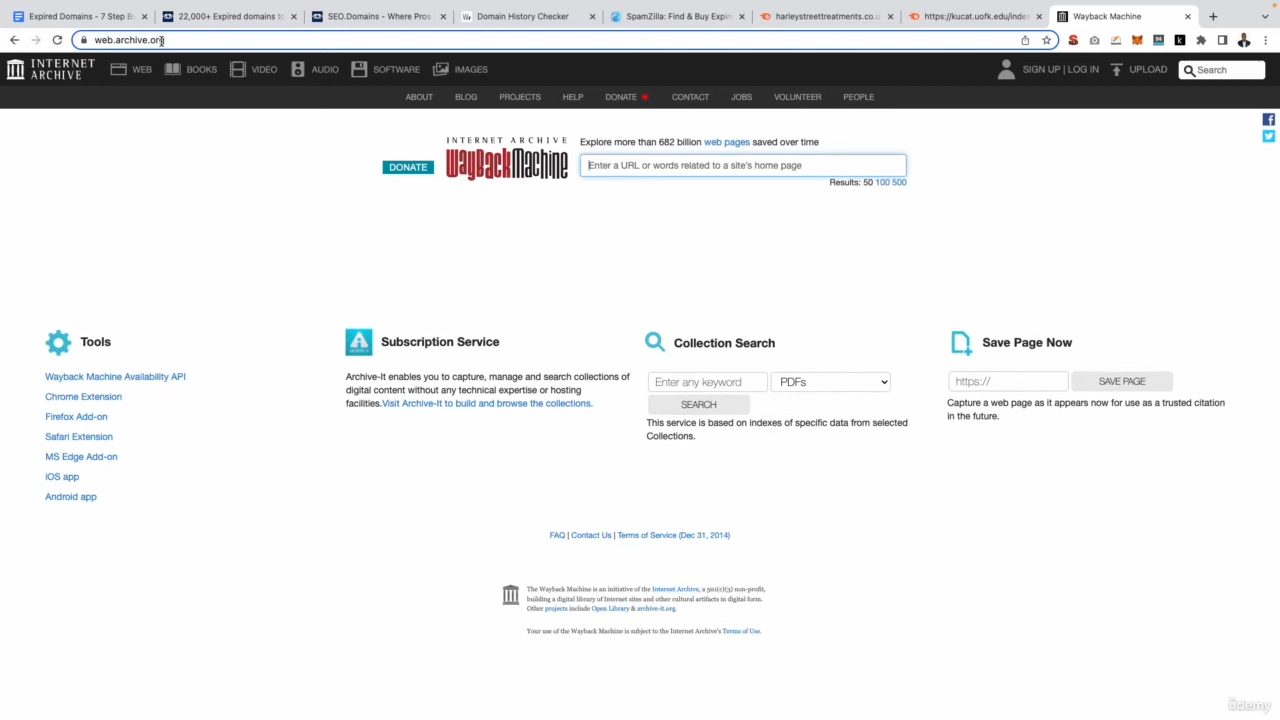 Expired Domains - 7 Step Bu
22,000+ Expired domains to
SEO.Domains - Where Pros
Domain History Checker
SpamZilla: Find & Buy Expir
harleystreettreatments.co.u
https://kucat.uofk.edu/index
Wayback Machine
web.archive.org
INTERNET ARCHIVE
WEB BOOKS VIDEO AUDIO SOFTWARE IMAGES
SIGN UP | LOG IN UPLOAD Search
ABOUT BLOG PROJECTS HELP DONATE CONTACT JOBS VOLUNTEER PEOPLE
DONATE
INTERNET ARCHIVE
WayBackMachine
Explore more than 682 billion web pages saved over time
Enter a URL or words related to a site's home page
Results: 50 100 500
Tools
Wayback Machine Availability API
Chrome Extension
Firefox Add-on
Safari Extension
MS Edge Add-on
iOS app
Android app
Subscription Service
Archive-It enables you to capture, manage and search collections of
digital content without any technical expertise or hosting
facilities.Visit Archive-It to build and browse the collections.
Collection Search
Enter any keyword PDFs
SEARCH
This service is based on indexes of specific data from selected
Collections.
Save Page Now
https:// SAVE PAGE
Capture a web page as it appears now for use as a trusted citation
in the future.
FAQ | Contact Us | Terms of Service (Dec 31, 2014)
The Wayback Machine is an initiative of the Internet Archive, a 501(c)(3) non-profit,
building a digital library of Internet sites and other cultural artifacts in digital form.
Other projects include Open Library & archive-it.org.
Your use of the Wayback Machine is subject to the Internet Archive's Terms of Use.
ûdemy